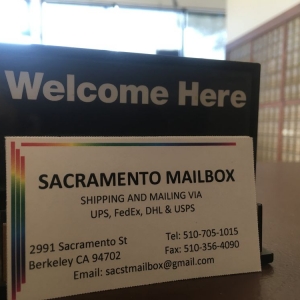 Welcome Here
SACRAMENTO MAILBOX
SHIPPING AND MAILING VIA
UPS, FedEx, DHL & USPS
2991 Sacramento St
Berkeley CA 94702
Tel: 510-705-1015
Fax: 510-356-4090
Email: sacstmailbox@gmail.com